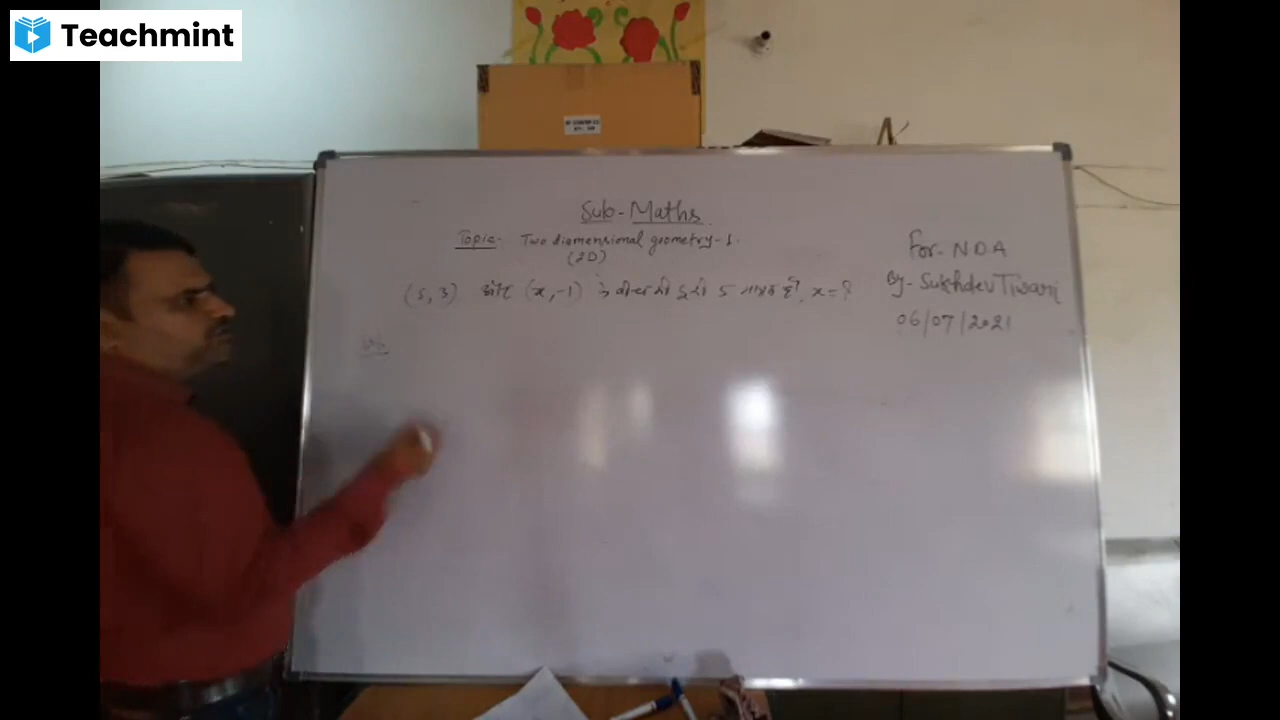 Teachmint
Sub- Maths
Topic- Two diamensional geometry-1.
(2D)
(5,3) और (x,-1) के बीच की दूरी 5 मात्रक है, x=?
For- N.D.A
By- Sukhdev Tiwari
06/07/2021